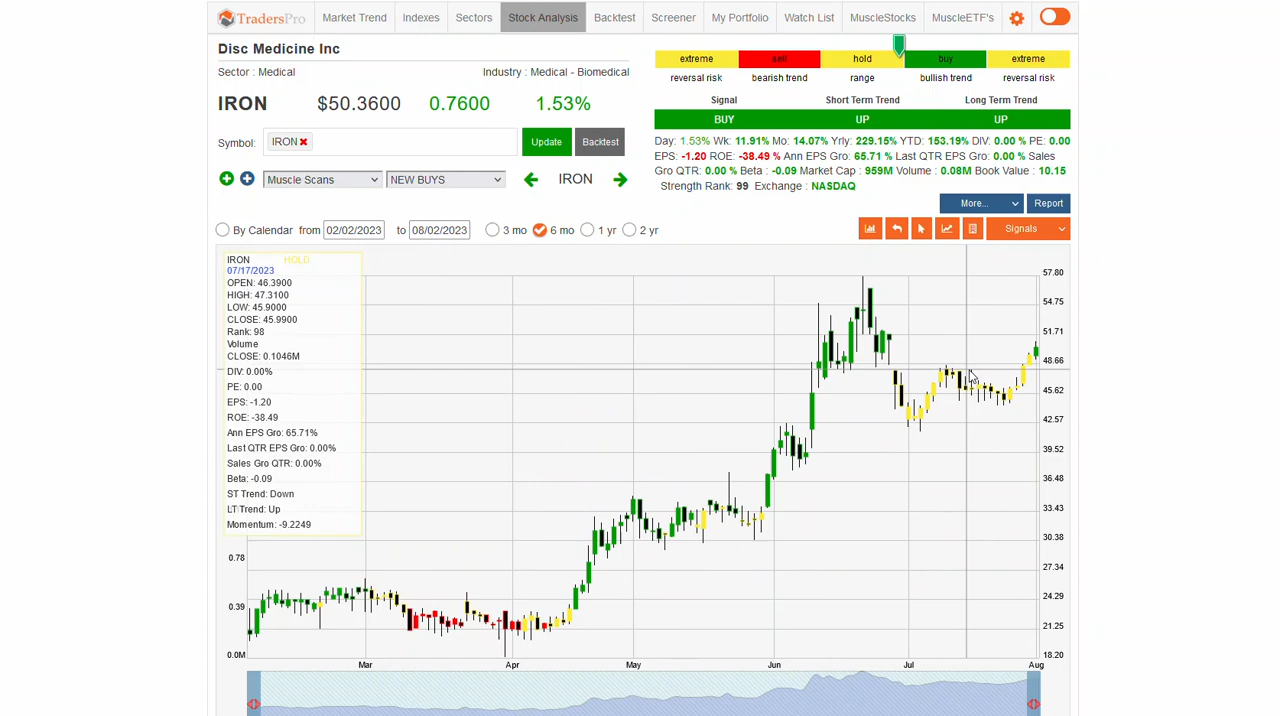 TradersPro Market Trend Indexes Sectors Stock Analysis Backtest Screener My Portfolio Watch List MuscleStocks MuscleETF's
Disc Medicine Inc
Sector : Medical Industry : Medical - Biomedical
IRON $50.3600 0.7600 1.53%
Symbol: IRON Update Backtest
Muscle Scans NEW BUYS IRON
extreme sell hold buy extreme
reversal risk bearish trend range bullish trend reversal risk
Signal Short Term Trend Long Term Trend
BUY UP UP
Day: 1.53% Wk: 11.91% Mo: 14.07% Yrly: 229.15% YTD: 153.19% DIV: 0.00 % PE: 0.00
EPS: -1.20 ROE: -38.49 % Ann EPS Gro: 65.71 % Last QTR EPS Gro: 0.00 % Sales
Gro QTR: 0.00 % Beta : -0.09 Market Cap : 959M Volume : 0.08M Book Value : 10.15
Strength Rank: 99 Exchange : NASDAQ
More... Report
By Calendar from 02/02/2023 to 08/02/2023 3 mo 6 mo 1 yr 2 yr Signals
IRON HOLD
07/17/2023
OPEN: 46.3900
HIGH: 47.3100
LOW: 45.9000
CLOSE: 45.9900
Rank: 98
Volume
CLOSE: 0.1046M
DIV: 0.00%
PE: 0.00
EPS: -1.20
ROE: -38.49
Ann EPS Gro: 65.71%
Last QTR EPS Gro: 0.00%
Sales Gro QTR: 0.00%
Beta: -0.09
ST Trend: Down
LT Trend: Up
Momentum: -9.2249
0.78
0.39
0.0M
57.80
54.75
51.71
48.66
45.62
42.57
39.52
36.48
33.43
30.38
27.34
24.29
21.25
18.20
Mar Apr May Jun Jul Aug